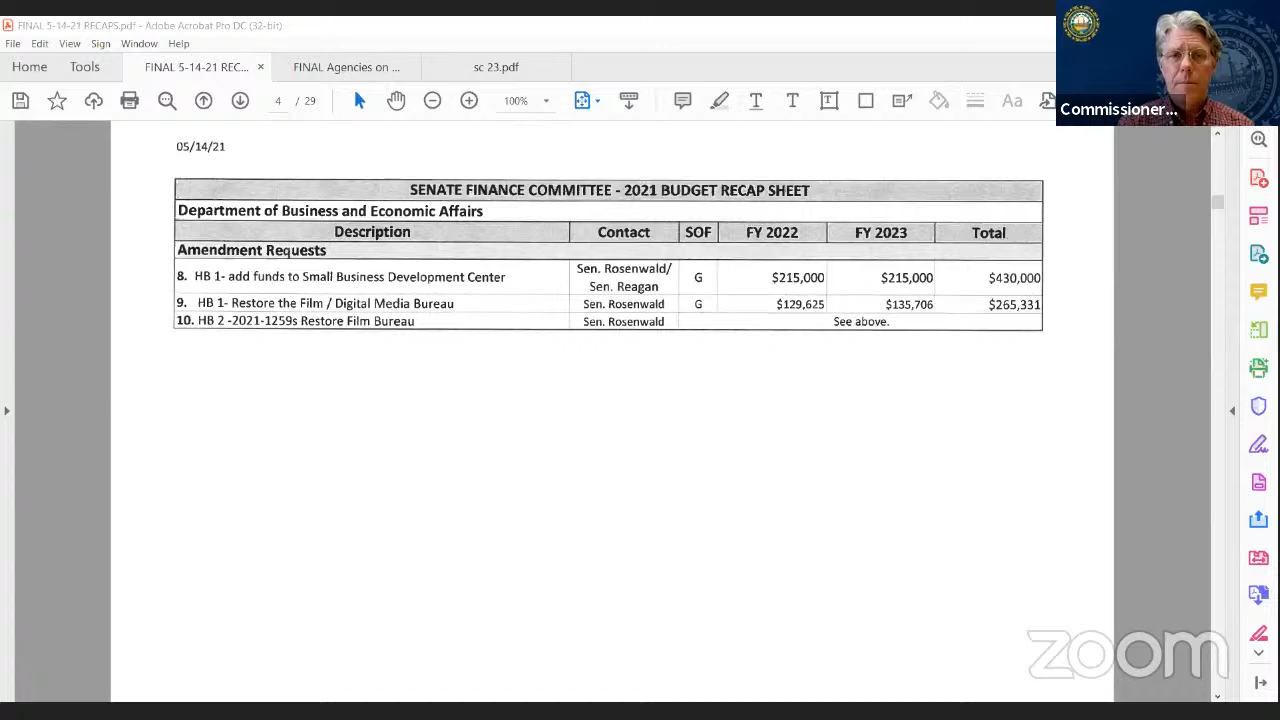 FINAL 5-14-21 RECAPS.pdf - Adobe Acrobat Pro DC (32-bit)
File Edit View Sign Window Help
Home Tools FINAL 5-14-21 REC... × FINAL Agencies on ... sc 23.pdf
4 / 29 100% Aa
Commissioner...
05/14/21
SENATE FINANCE COMMITTEE - 2021 BUDGET RECAP SHEET
Department of Business and Economic Affairs
Description Contact SOF FY 2022 FY 2023 Total
Amendment Requests
8. HB 1- add funds to Small Business Development Center Sen. Rosenwald/ Sen. Reagan G $215,000 $215,000 $430,000
9. HB 1- Restore the Film / Digital Media Bureau Sen. Rosenwald G $129,625 $135,706 $265,331
10. HB 2 -2021-1259s Restore Film Bureau Sen. Rosenwald See above.
zoom